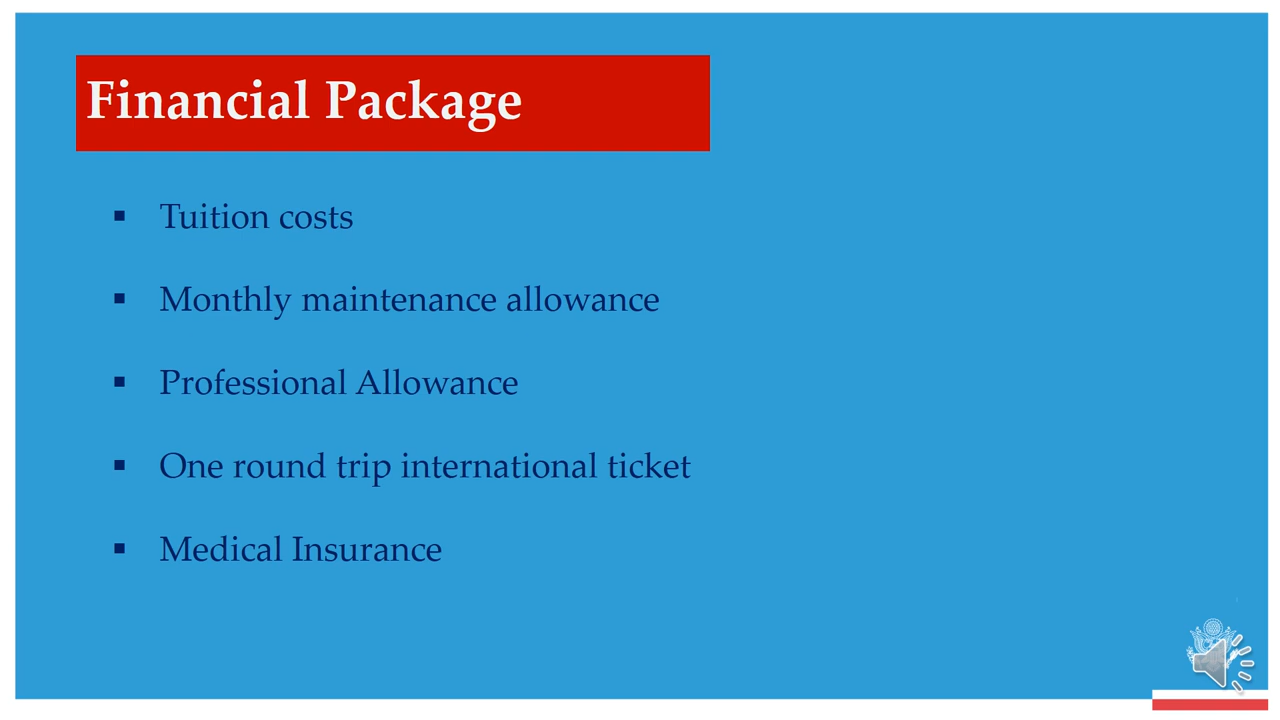 Financial Package
▪ Tuition costs
▪ Monthly maintenance allowance
▪ Professional Allowance
▪ One round trip international ticket
▪ Medical Insurance